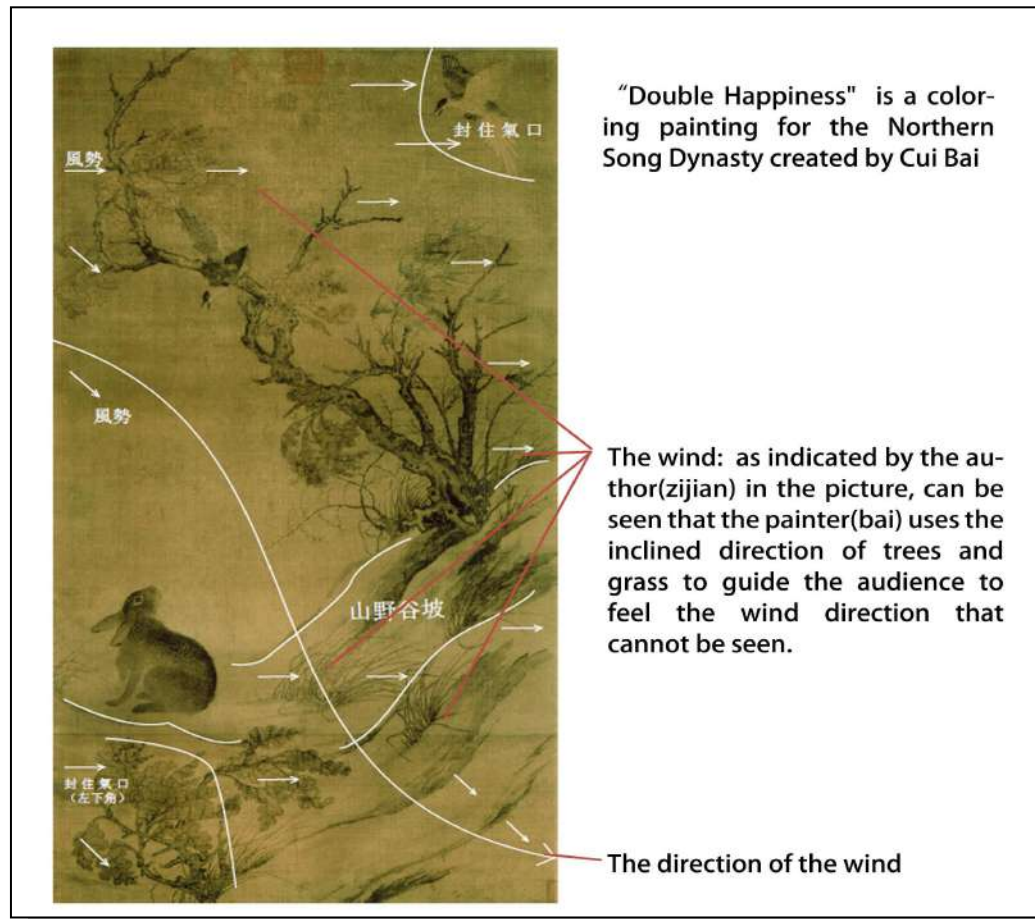 “Double Happiness" is a color-
ing painting for the Northern
Song Dynasty created by Cui Bai
封住氣口
風勢
風勢
The wind: as indicated by the au-
thor(zijian) in the picture, can be
seen that the painter(bai) uses the
inclined direction of trees and
grass to guide the audience to
feel the wind direction that
cannot be seen.
山野谷坡
封住氣口
(左下角)
The direction of the wind